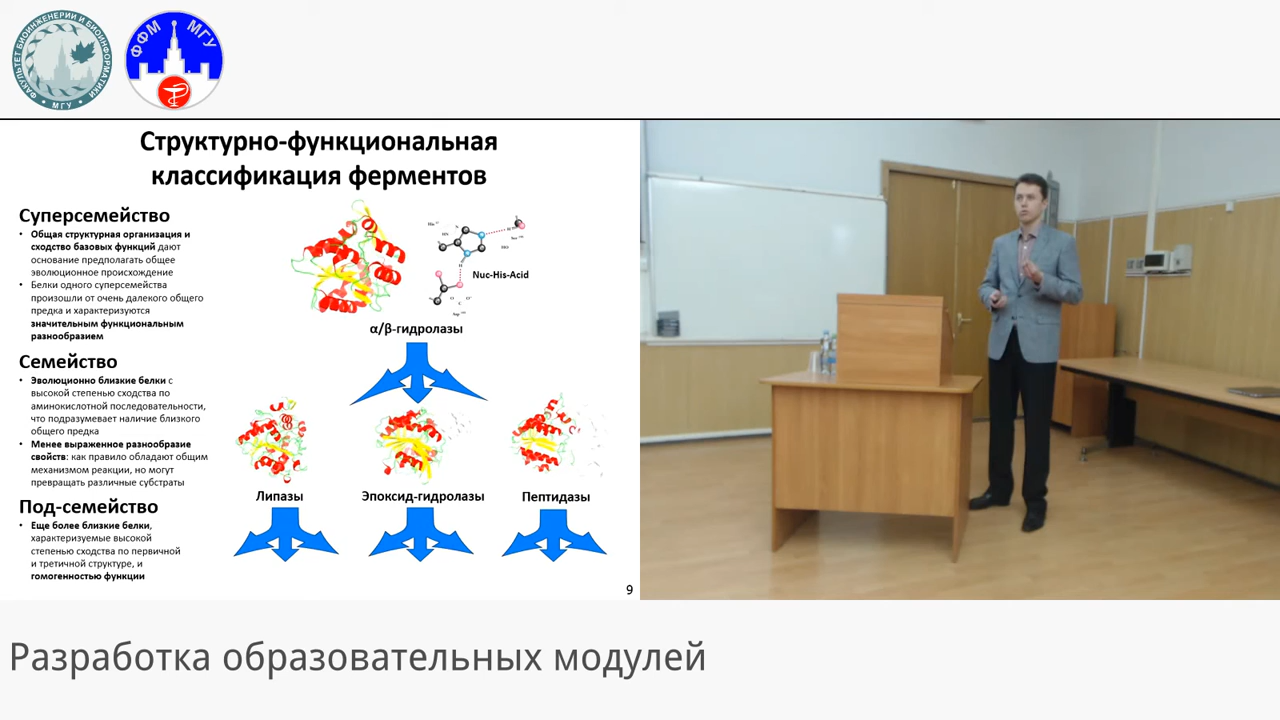 ФАКУЛЬТЕТ БИОИНЖЕНЕРИИ И БИОИНФОРМАТИКИ
МГУ
ФФМ МГУ
Структурно-функциональная
классификация ферментов
Суперсемейство
• Общая структурная организация и
сходство базовых функций дают
основание предполагать общее
эволюционное происхождение
• Белки одного суперсемейства
произошли от очень далекого общего
предка и характеризуются
значительным функциональным
разнообразием
Nuc-His-Acid
α/β-гидролазы
Семейство
• Эволюционно близкие белки с
высокой степенью сходства по
аминокислотной последовательности,
что подразумевает наличие близкого
общего предка
• Менее выраженное разнообразие
свойств: как правило обладают общим
механизмом реакции, но могут
превращать различные субстраты
Липазы
Эпоксид-гидролазы
Пептидазы
Под-семейство
• Еще более близкие белки,
характеризуемые высокой
степенью сходства по первичной
и третичной структуре, и
гомогенностью функции
9
Разработка образовательных модулей